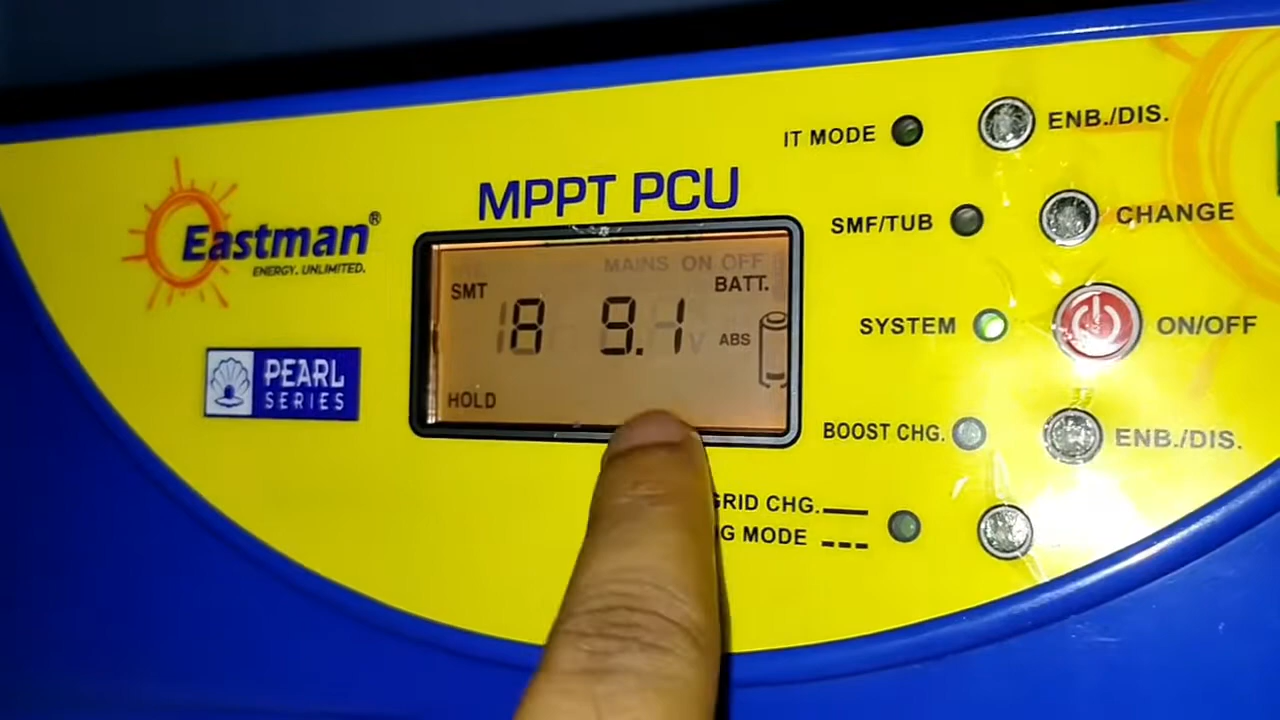 MPPT PCU
Eastman®
ENERGY. UNLIMITED.
PEARL
SERIES
MAINS ON OFF
SMT
BATT.
8 9.1
ABS
HOLD
IT MODE
ENB./DIS.
SMF/TUB
CHANGE
SYSTEM
ON/OFF
BOOST CHG.
ENB./DIS.
GRID CHG.
MODE